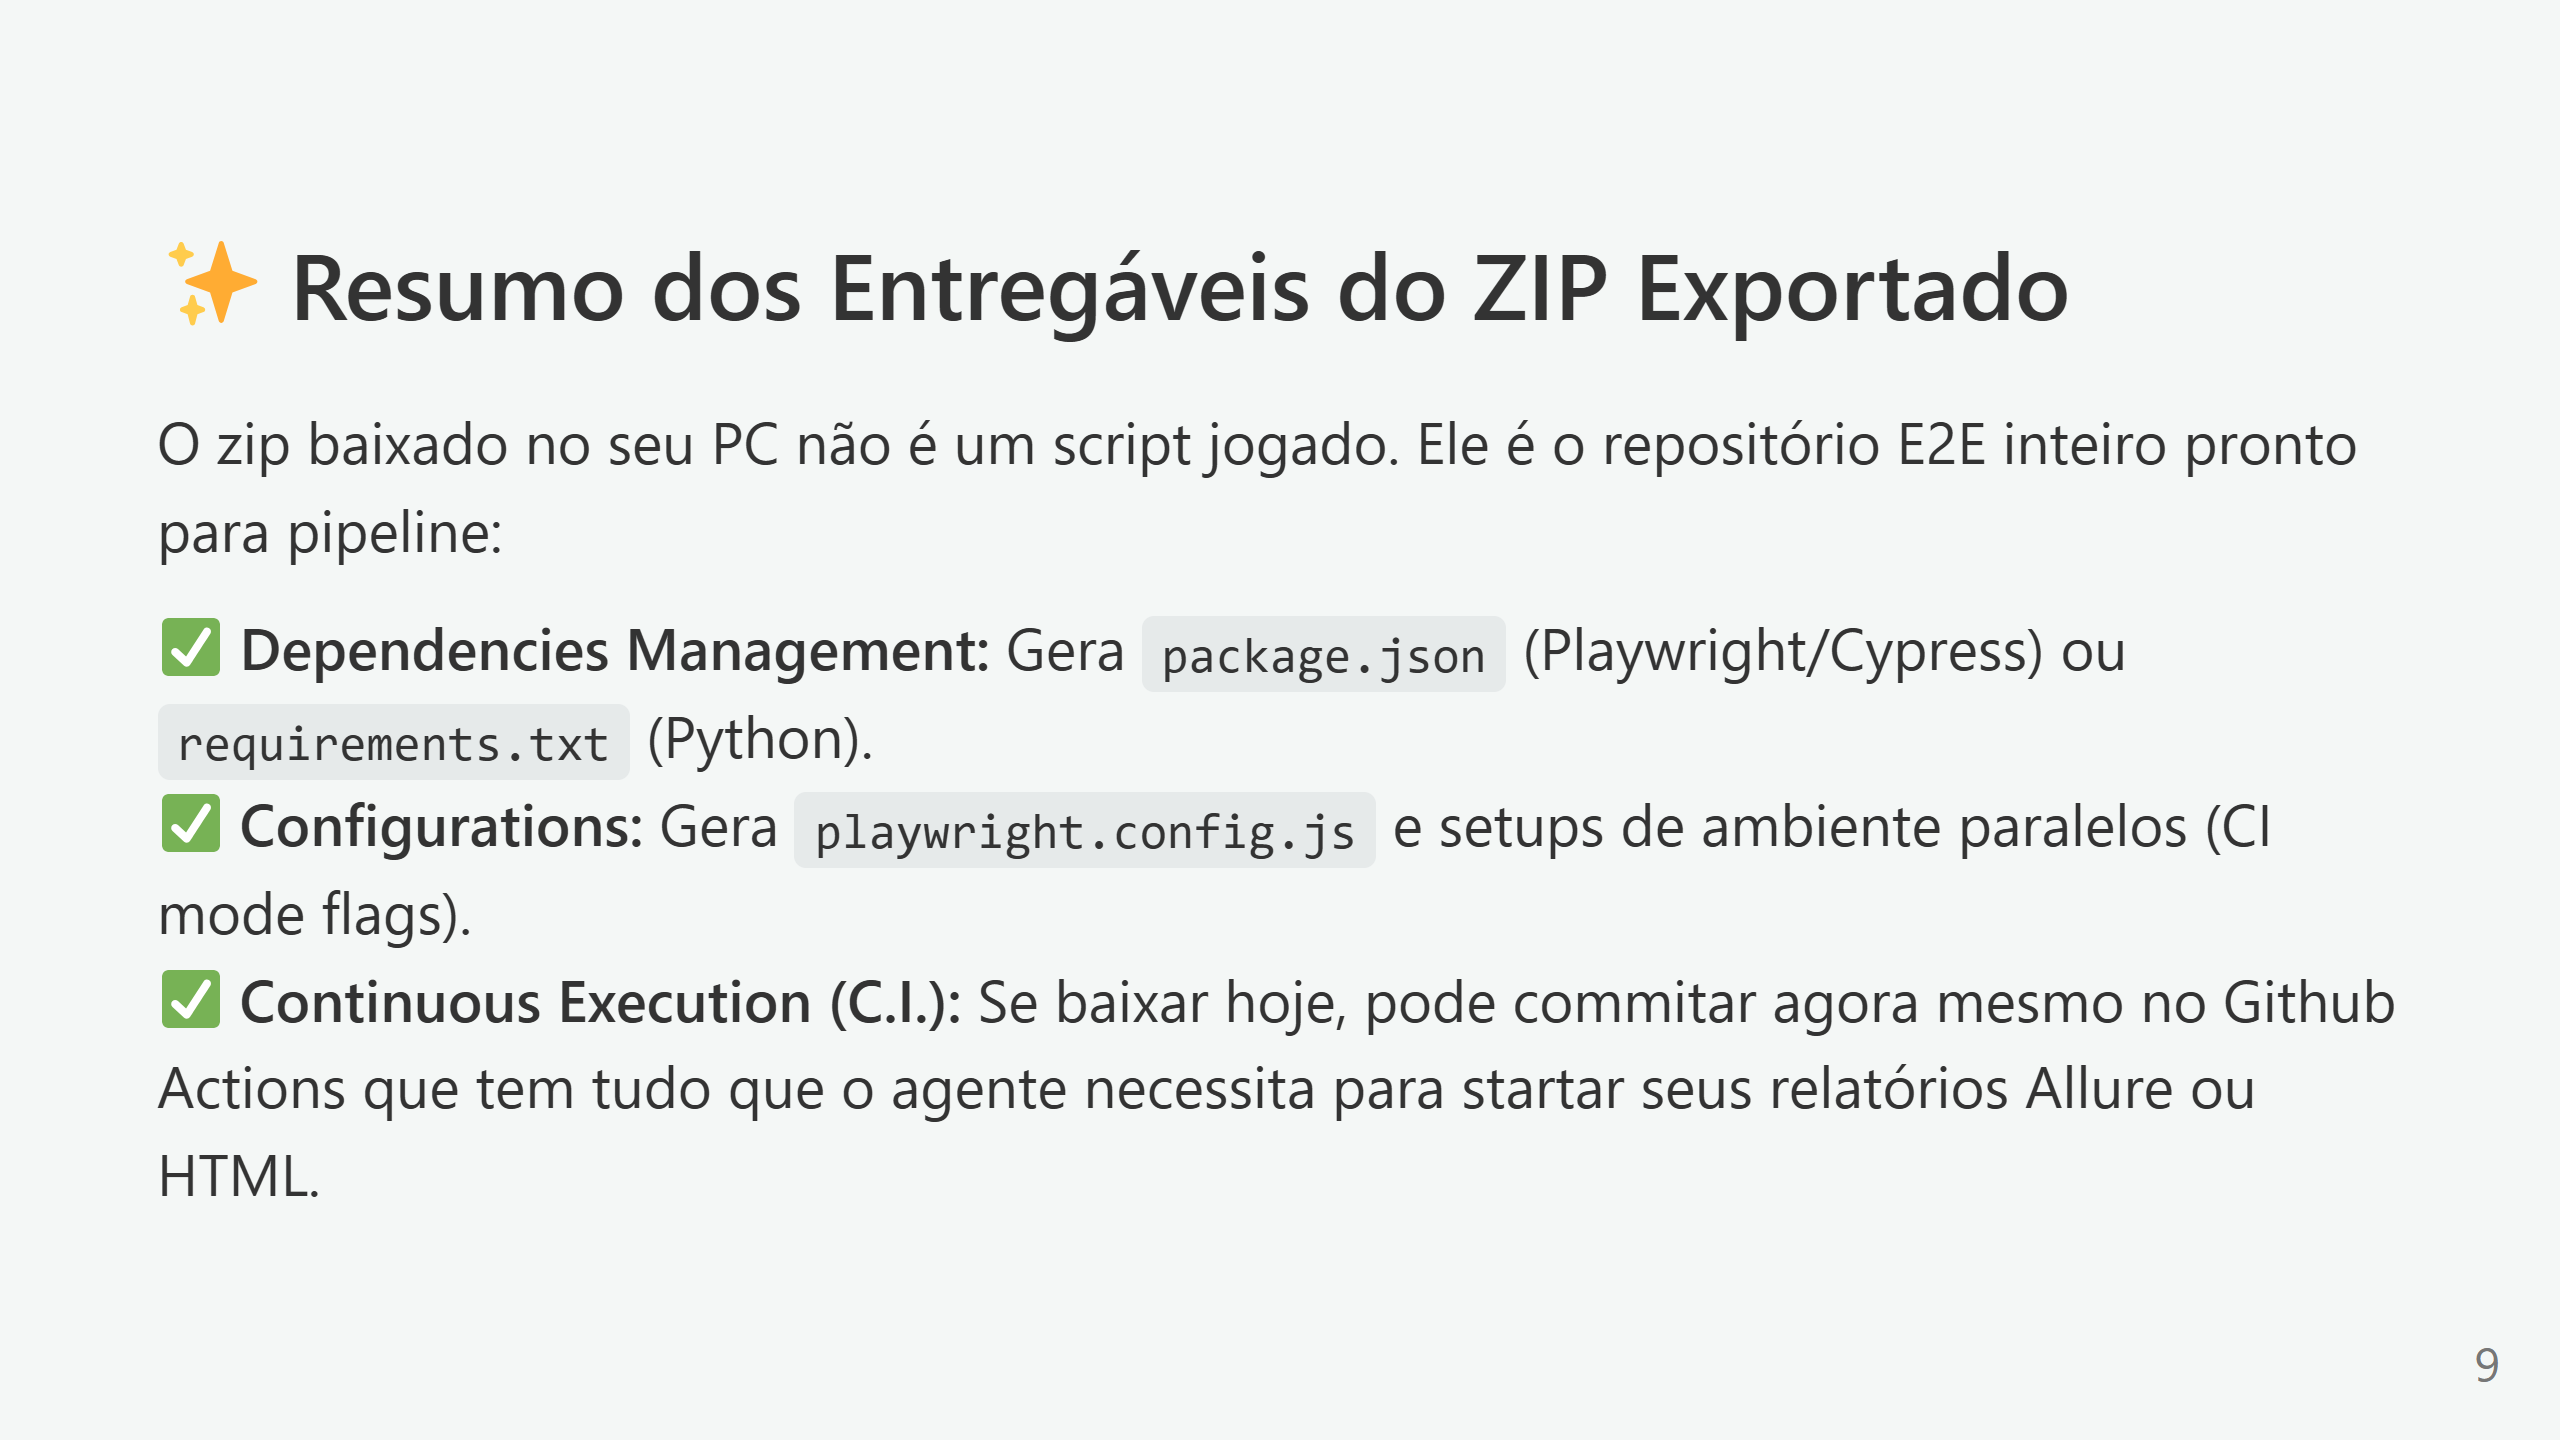 ✨ Resumo dos Entregáveis do ZIP Exportado
O zip baixado no seu PC não é um script jogado. Ele é o repositório E2E inteiro pronto
para pipeline:
✅ Dependencies Management: Gera package.json (Playwright/Cypress) ou
requirements.txt (Python).
✅ Configurations: Gera playwright.config.js e setups de ambiente paralelos (CI
mode flags).
✅ Continuous Execution (C.I.): Se baixar hoje, pode commitar agora mesmo no Github
Actions que tem tudo que o agente necessita para startar seus relatórios Allure ou
HTML.
9